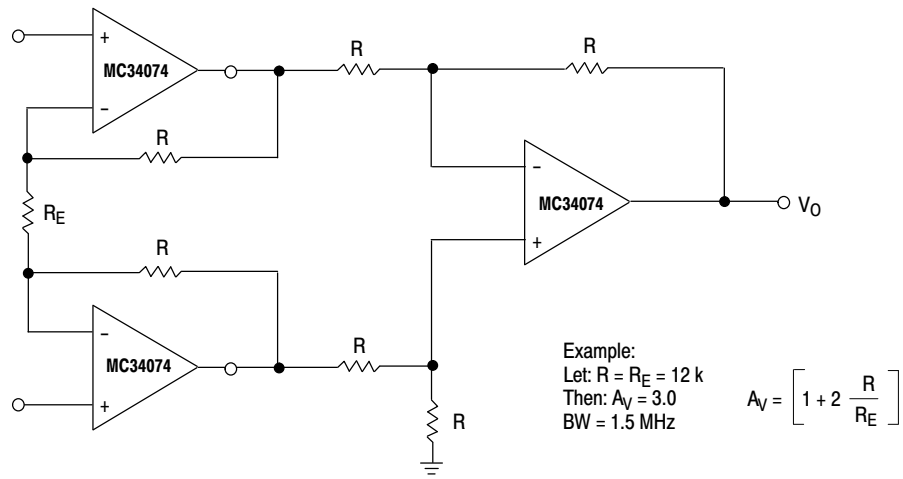 R
R
+
MC34074
−
R
R_E
−
MC34074
+
V_O
R
−
MC34074
+
R
R
Example:
Let: R = R_E = 12 k
Then: A_V = 3.0
BW = 1.5 MHz
A_V = [1 + 2 R/R_E]